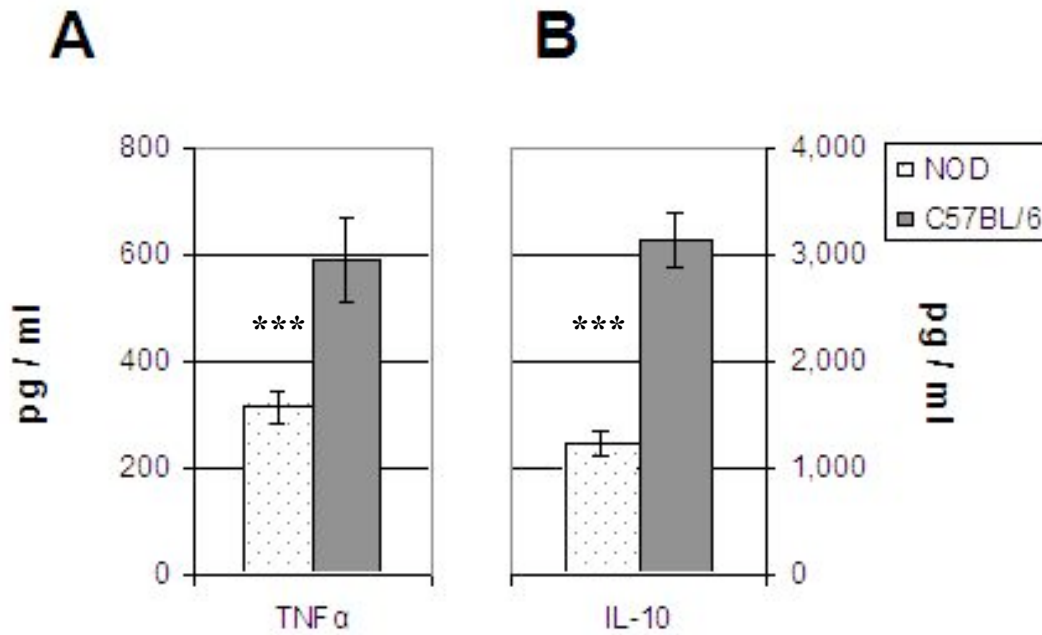 A
B
800
600
400
200
0
pg / ml
***
TNFα
4,000
3,000
2,000
1,000
0
pg / ml
***
IL-10
NOD
C57BL/6